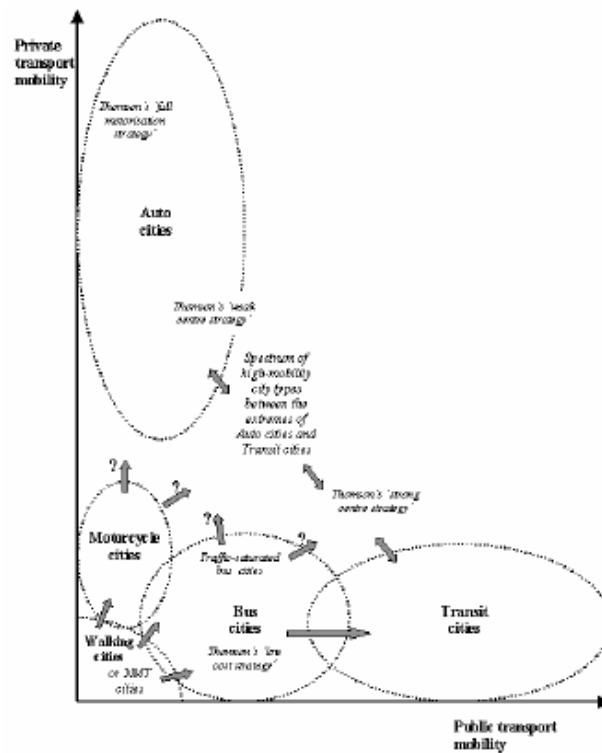 Private
transport
mobility
Thomson's 'full
motorisation
strategy'
Auto
cities
Thomson's 'weak
centre strategy'
Spectrum of
high-mobility
city types
between the
extremes of
Auto cities and
Transit cities
?
?
Thomson's 'strong
centre strategy'
?
?
Motorcycle
cities
Traffic-saturated
bus cities
Bus
cities
Transit
cities
Walking
cities
or NMT
cities
Thomson's 'low
cost strategy'
Public transport
mobility